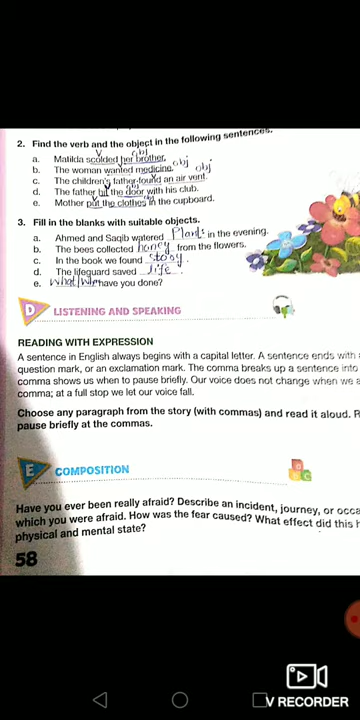 2. Find the verb and the object in the following sentences.
V obj
a. Matilda scolded her brother.
V obj
b. The woman wanted medicine.
V obj
c. The children's father found an air vent.
V obj
d. The father hit the door with his club.
V obj
e. Mother put the clothes in the cupboard.
3. Fill in the blanks with suitable objects.
a. Ahmed and Saqib watered Plants in the evening.
b. The bees collected honey from the flowers.
c. In the book we found stooy.
d. The lifeguard saved life.
e. What/Why have you done?
D LISTENING AND SPEAKING
READING WITH EXPRESSION
A sentence in English always begins with a capital letter. A sentence ends with
question mark, or an exclamation mark. The comma breaks up a sentence into
comma shows us when to pause briefly. Our voice does not change when we
comma; at a full stop we let our voice fall.
Choose any paragraph from the story (with commas) and read it aloud.
pause briefly at the commas.
E COMPOSITION
Have you ever been really afraid? Describe an incident, journey, or
which you were afraid. How was the fear caused? What effect did this
physical and mental state?
58
V RECORDER